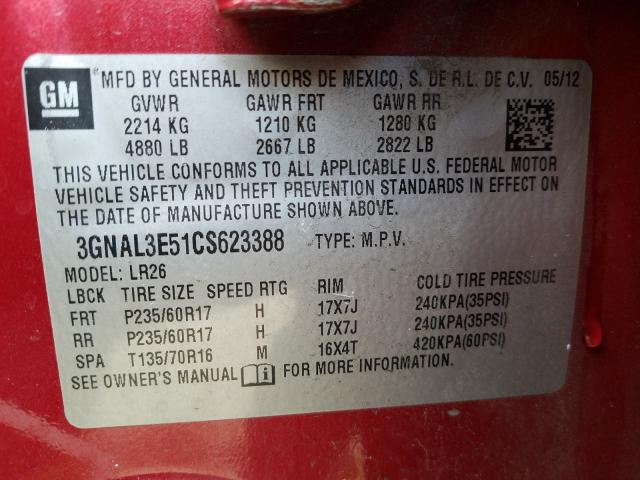 GM
"MFD BY GENERAL MOTORS DE MEXICO, S. DE R.L. DE C.V. 05/12
GVWR GAWR FRT GAWR RR
2214 KG 1210 KG 1280 KG
4880 LB 2667 LB 2822 LB
THIS VEHICLE CONFORMS TO ALL APPLICABLE U.S. FEDERAL MOTOR
VEHICLE SAFETY AND THEFT PREVENTION STANDARDS IN EFFECT ON
THE DATE OF MANUFACTURE SHOWN ABOVE.
3GNAL3E51CS623388 TYPE: M.P.V.
MODEL: LR26
LBCK TIRE SIZE SPEED RTG RIM COLD TIRE PRESSURE
FRT P235/60R17 H 17X7J 240KPA(35PSI)
RR P235/60R17 H 17X7J 240KPA(35PSI)
SPA T135/70R16 M 16X4T 420KPA(60PSI)
SEE OWNER'S MANUAL FOR MORE INFORMATION.